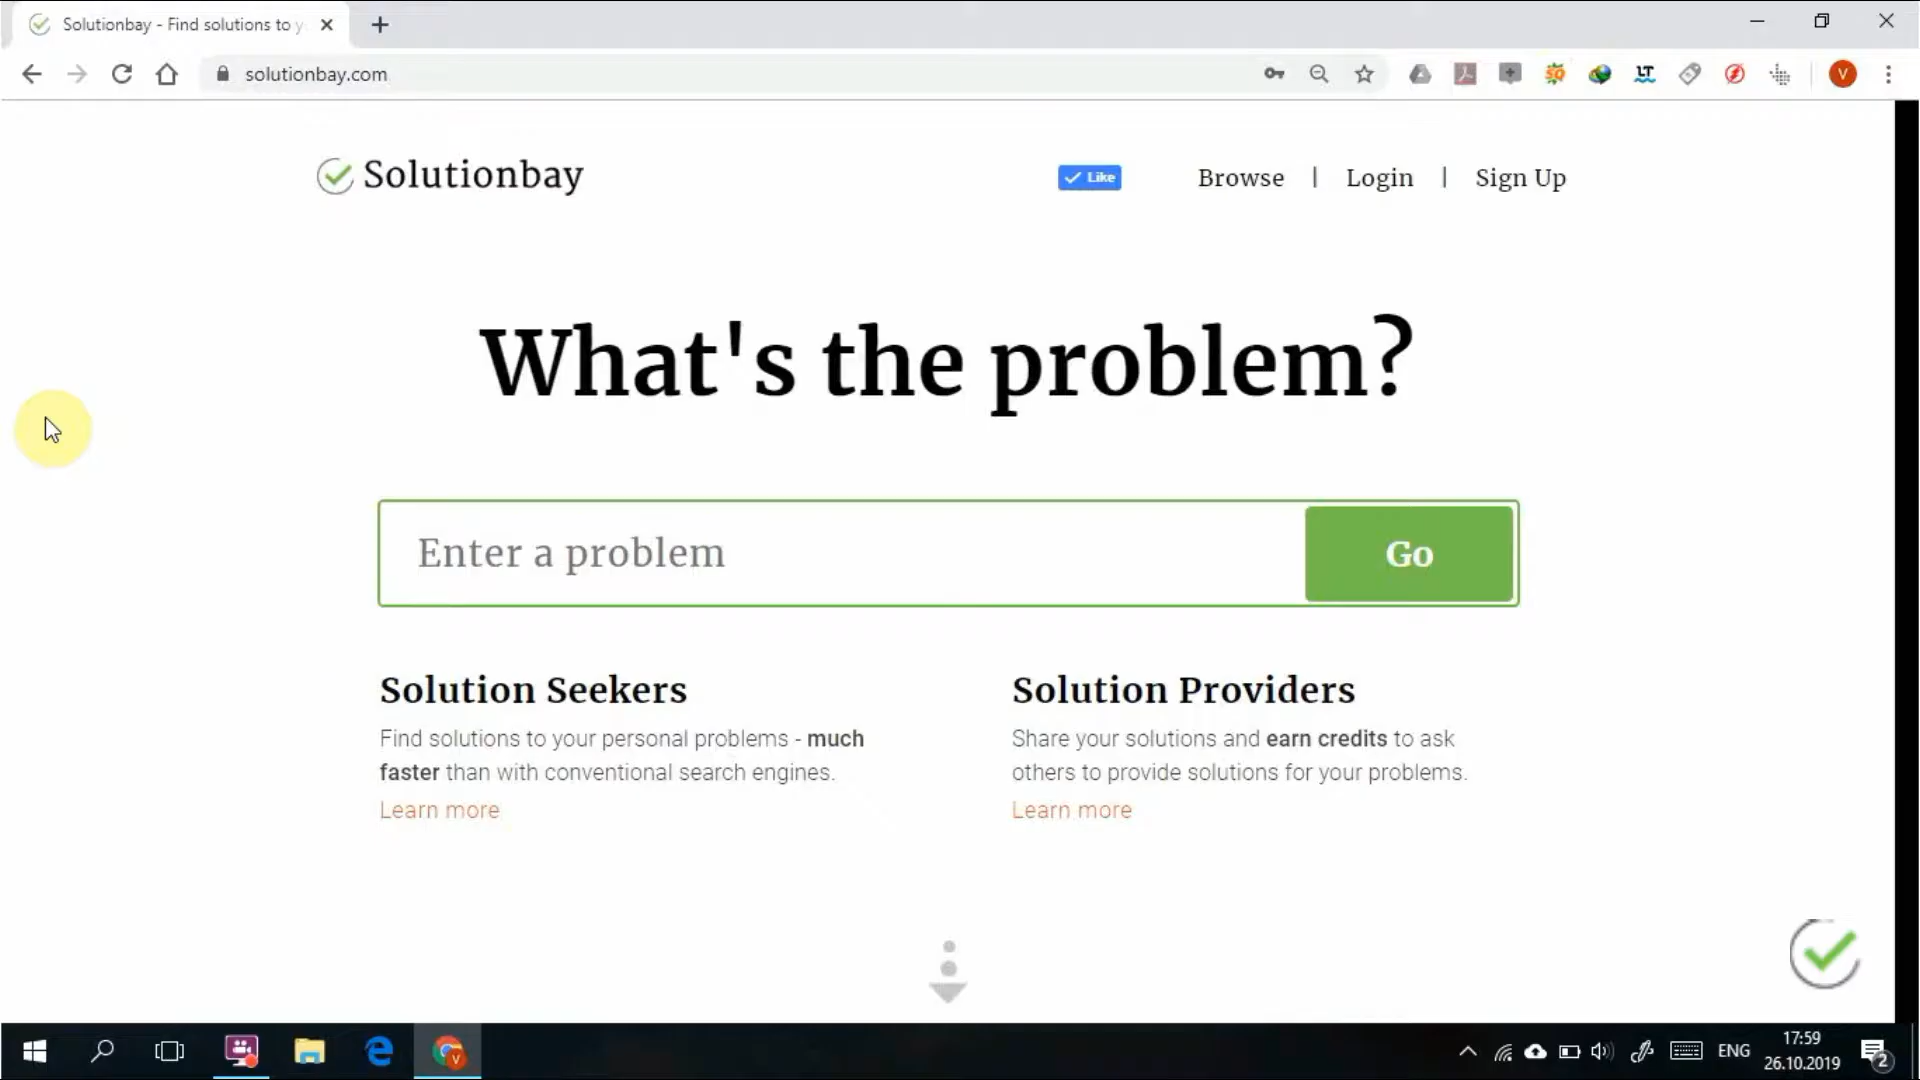 Solutionbay - Find solutions to y
solutionbay.com
V
Solutionbay
Like
Browse | Login | Sign Up
What's the problem?
Enter a problem
Go
Solution Seekers
Find solutions to your personal problems - much
faster than with conventional search engines.
Learn more
Solution Providers
Share your solutions and earn credits to ask
others to provide solutions for your problems.
Learn more
ENG
17:59
26.10.2019
2